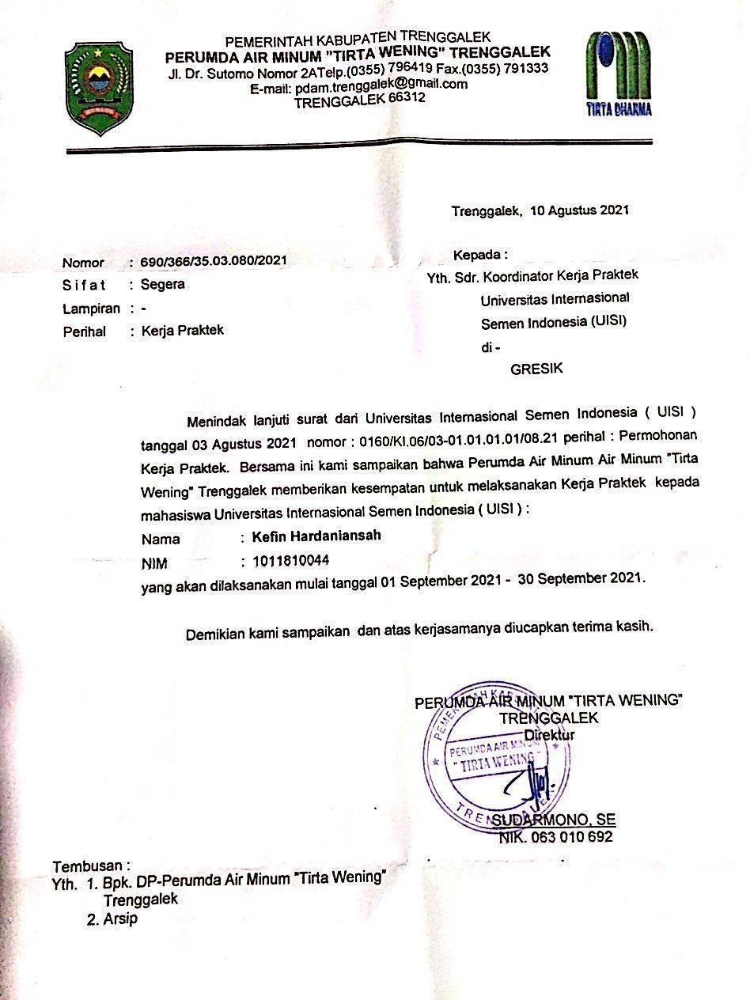 PEMERINTAH KABUPATEN TRENGGALEK
PERUMDA AIR MINUM "TIRTA WENING" TRENGGALEK
Jl. Dr. Sutomo Nomor 2ATelp.(0355) 796419 Fax.(0355) 791333
E-mail: pdam.trenggalek@gmail.com
TRENGGALEK 66312
TIRTA DHARMA
Trenggalek, 10 Agustus 2021
Nomor : 690/366/35.03.080/2021
Sifat : Segera
Lampiran : -
Perihal : Kerja Praktek
Kepada :
Yth. Sdr. Koordinator Kerja Praktek
Universitas Internasional
Semen Indonesia (UISI)
di -
GRESIK
Menindak lanjuti surat dari Universitas Internasional Semen Indonesia ( UISI )
tanggal 03 Agustus 2021 nomor : 0160/KI.06/03-01.01.01.01/08.21 perihal : Permohonan
Kerja Praktek. Bersama ini kami sampaikan bahwa Perumda Air Minum Air Minum "Tirta
Wening" Trenggalek memberikan kesempatan untuk melaksanakan Kerja Praktek kepada
mahasiswa Universitas Internasional Semen Indonesia ( UISI ) :
Nama : Kefin Hardaniansah
NIM : 1011810044
yang akan dilaksanakan mulai tanggal 01 September 2021 - 30 September 2021.
Demikian kami sampaikan dan atas kerjasamanya diucapkan terima kasih.
PERUMDA AIR MINUM "TIRTA WENING"
TRENGGALEK
Direktur
PERUMDA AIR MINUM
"TIRTA WENING"
TRENGGALEK
SUDARMONO, SE
NIK. 063 010 692
Tembusan :
Yth. 1. Bpk. DP-Perumda Air Minum "Tirta Wening"
Trenggalek
2. Arsip